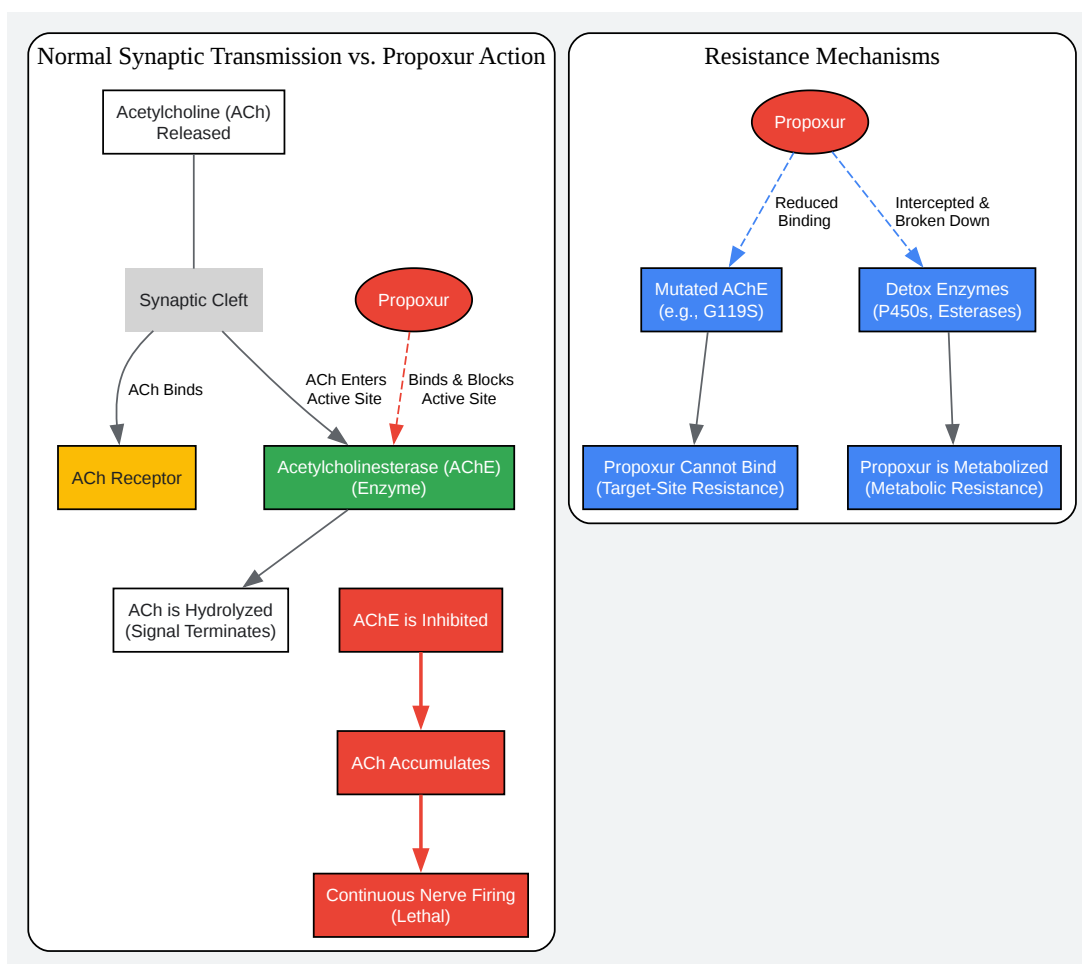 Normal Synaptic Transmission vs. Propoxur Action
Acetylcholine (ACh)
Released
Synaptic Cleft
Propoxur
ACh Binds
ACh Enters
Active Site
Binds & Blocks
Active Site
ACh Receptor
Acetylcholinesterase (AChE)
(Enzyme)
ACh is Hydrolyzed
(Signal Terminates)
AChE is Inhibited
ACh Accumulates
Continuous Nerve Firing
(Lethal)
Resistance Mechanisms
Propoxur
Reduced
Binding
Intercepted &
Broken Down
Mutated AChE
(e.g., G119S)
Detox Enzymes
(P450s, Esterases)
Propoxur Cannot Bind
(Target-Site Resistance)
Propoxur is Metabolized
(Metabolic Resistance)